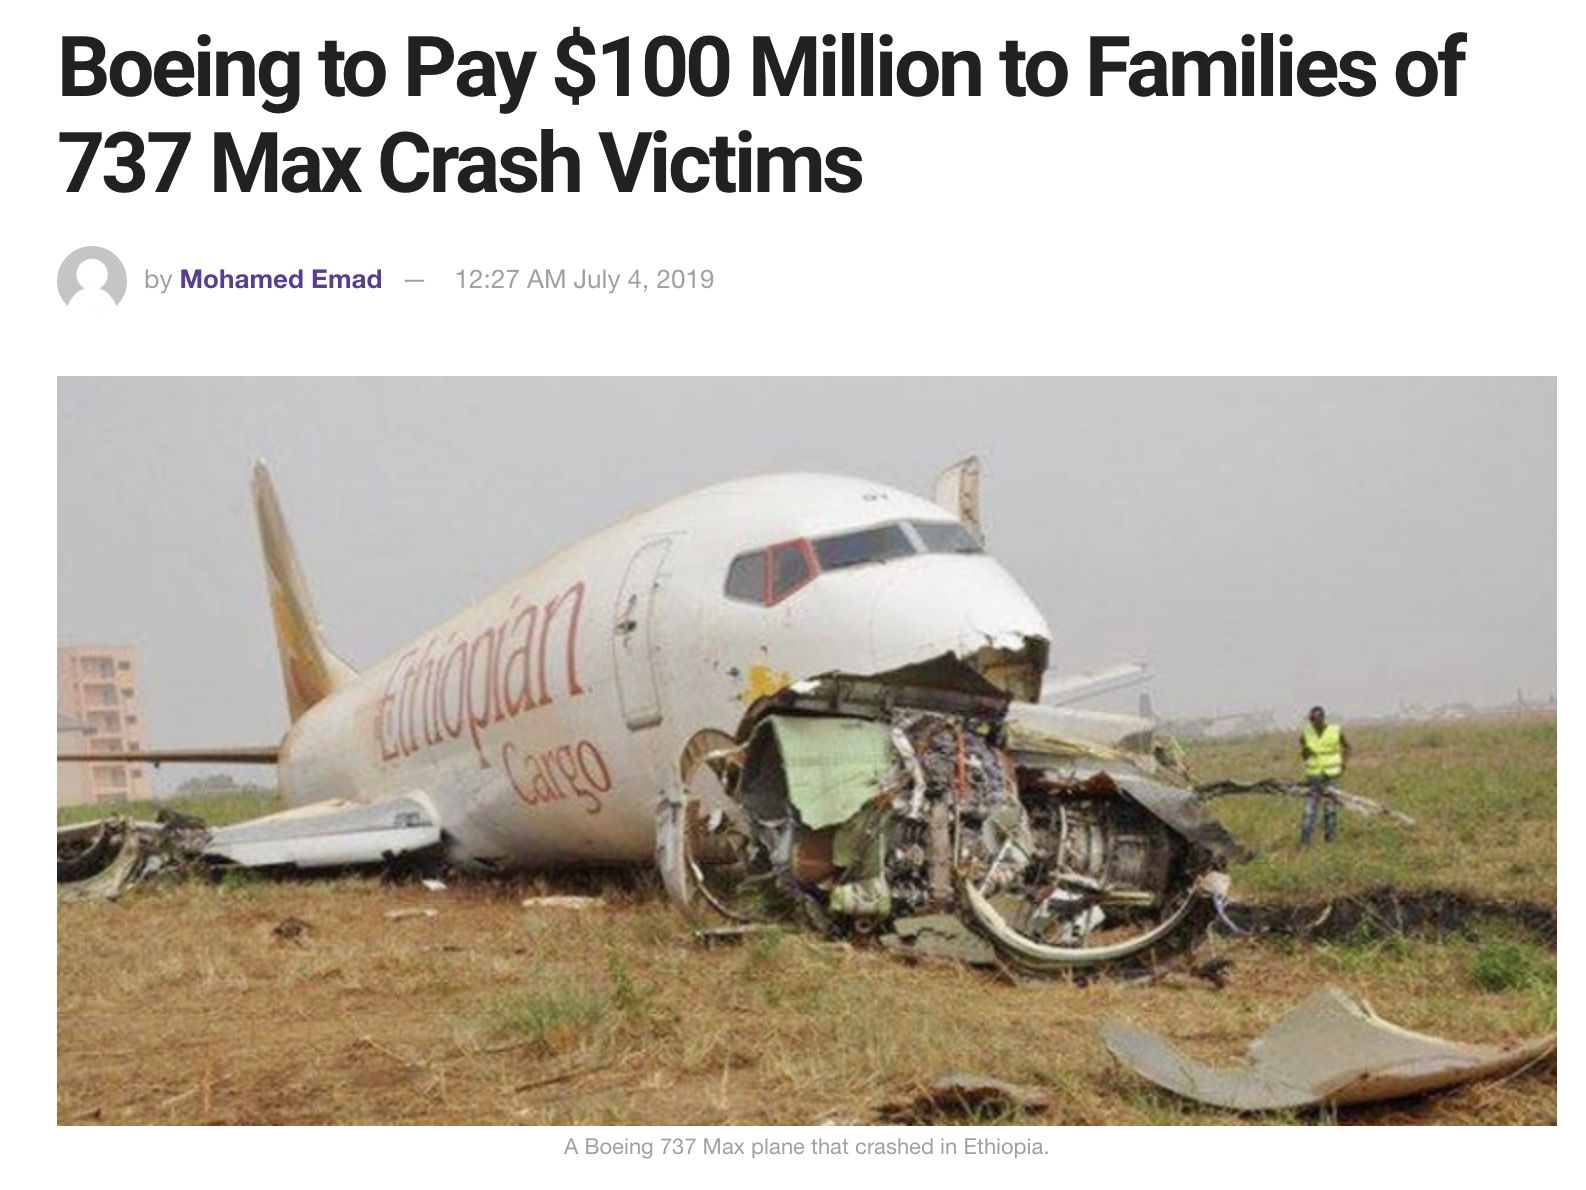 Boeing to Pay $100 Million to Families of
737 Max Crash Victims
by Mohamed Emad — 12:27 AM July 4, 2019
Ethiopian
Cargo
A Boeing 737 Max plane that crashed in Ethiopia.